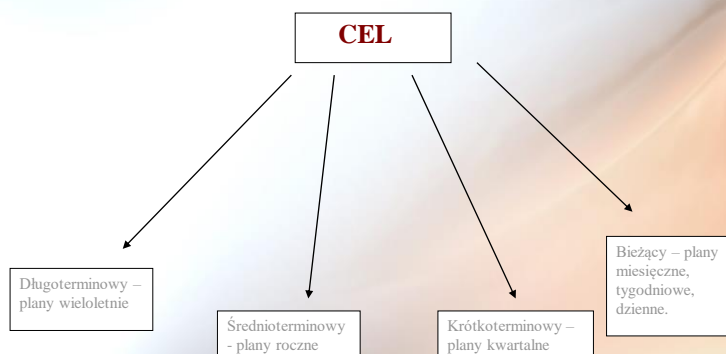 CEL
Długoterminowy –
plany wieloletnie
Średnioterminowy
- plany roczne
Krótkoterminowy –
plany kwartalne
Bieżący – plany
miesięczne,
tygodniowe,
dzienne.